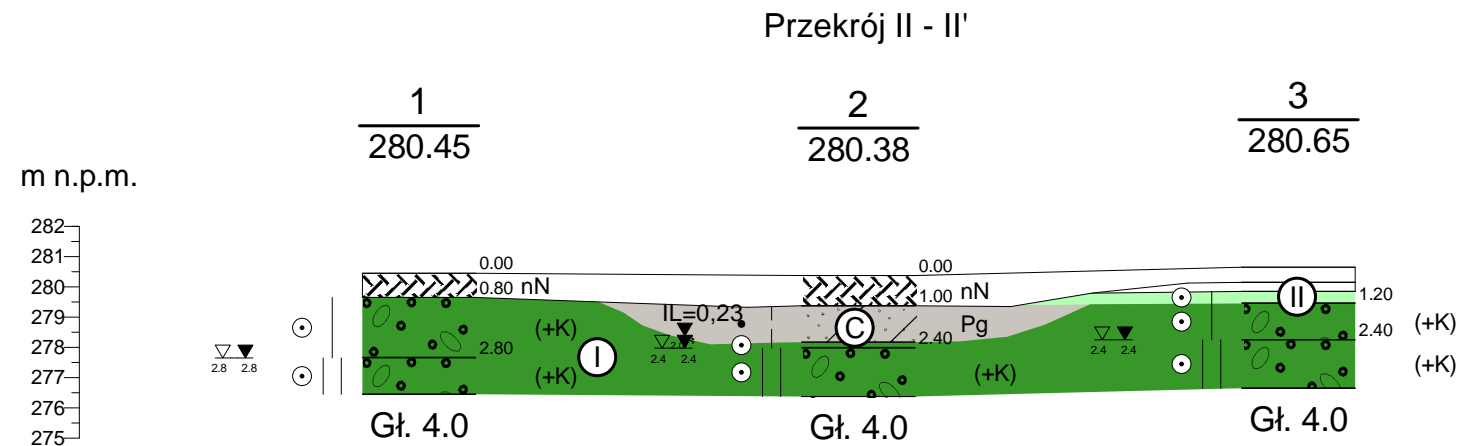 Przekrój II - II'
1
280.45
2
280.38
3
280.65
m n.p.m.
282
281
280
279
278
277
276
275
0.00
0.80 nN
2.80
(+K)
(+K)
I
2.8 2.8
IL=0,23
2.4 2.4
0.00
1.00 nN
C
Pg
2.40
(+K)
2.4 2.4
II
1.20
2.40
(+K)
(+K)
Gł. 4.0
Gł. 4.0
Gł. 4.0